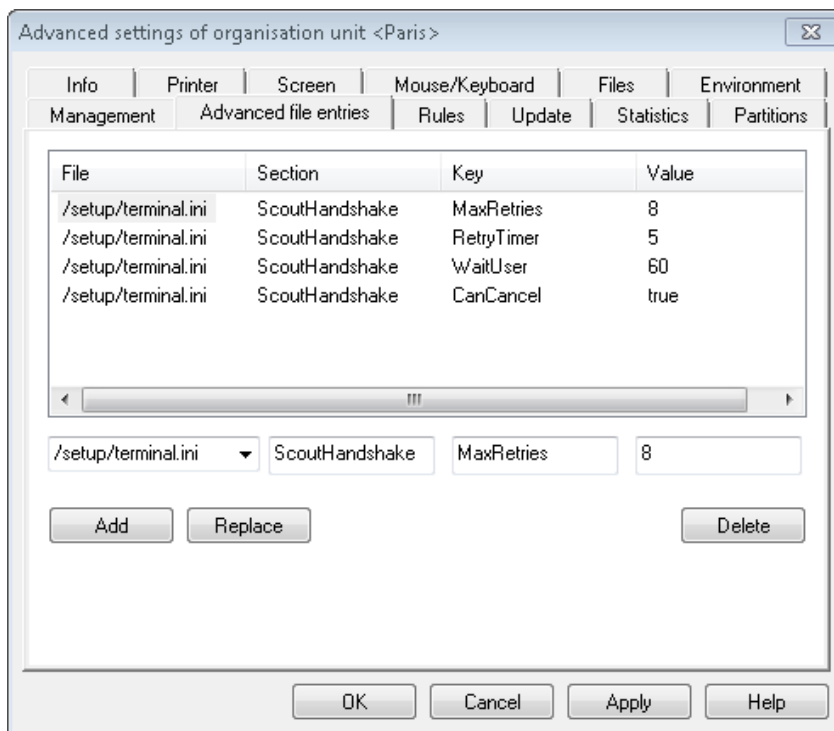 Advanced settings of organisation unit <Paris>
Info Printer Screen Mouse/Keyboard Files Environment
Management Advanced file entries Rules Update Statistics Partitions
File Section Key Value
/setup/terminal.ini ScoutHandshake MaxRetries 8
/setup/terminal.ini ScoutHandshake RetryTimer 5
/setup/terminal.ini ScoutHandshake WaitUser 60
/setup/terminal.ini ScoutHandshake CanCancel true
/setup/terminal.ini ScoutHandshake MaxRetries 8
Add Replace Delete
OK Cancel Apply Help